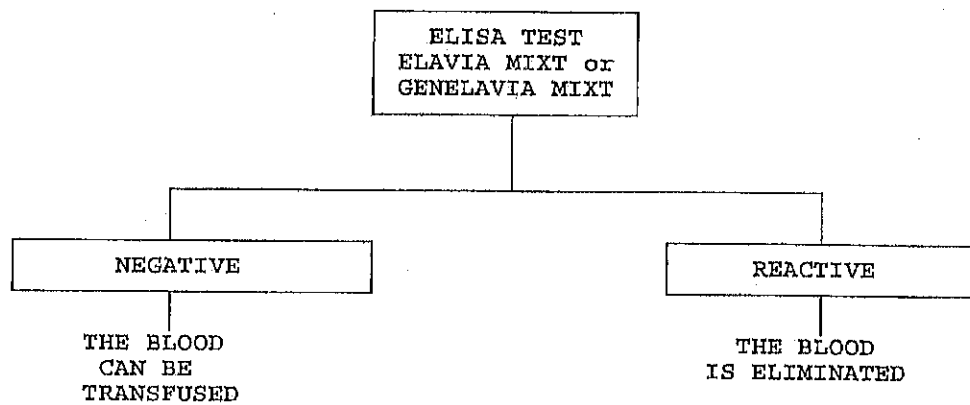 ELISA TEST
ELAVIA MIXT or
GENELAVIA MIXT
NEGATIVE
REACTIVE
THE BLOOD
CAN BE
TRANSFUSED
THE BLOOD
IS ELIMINATED